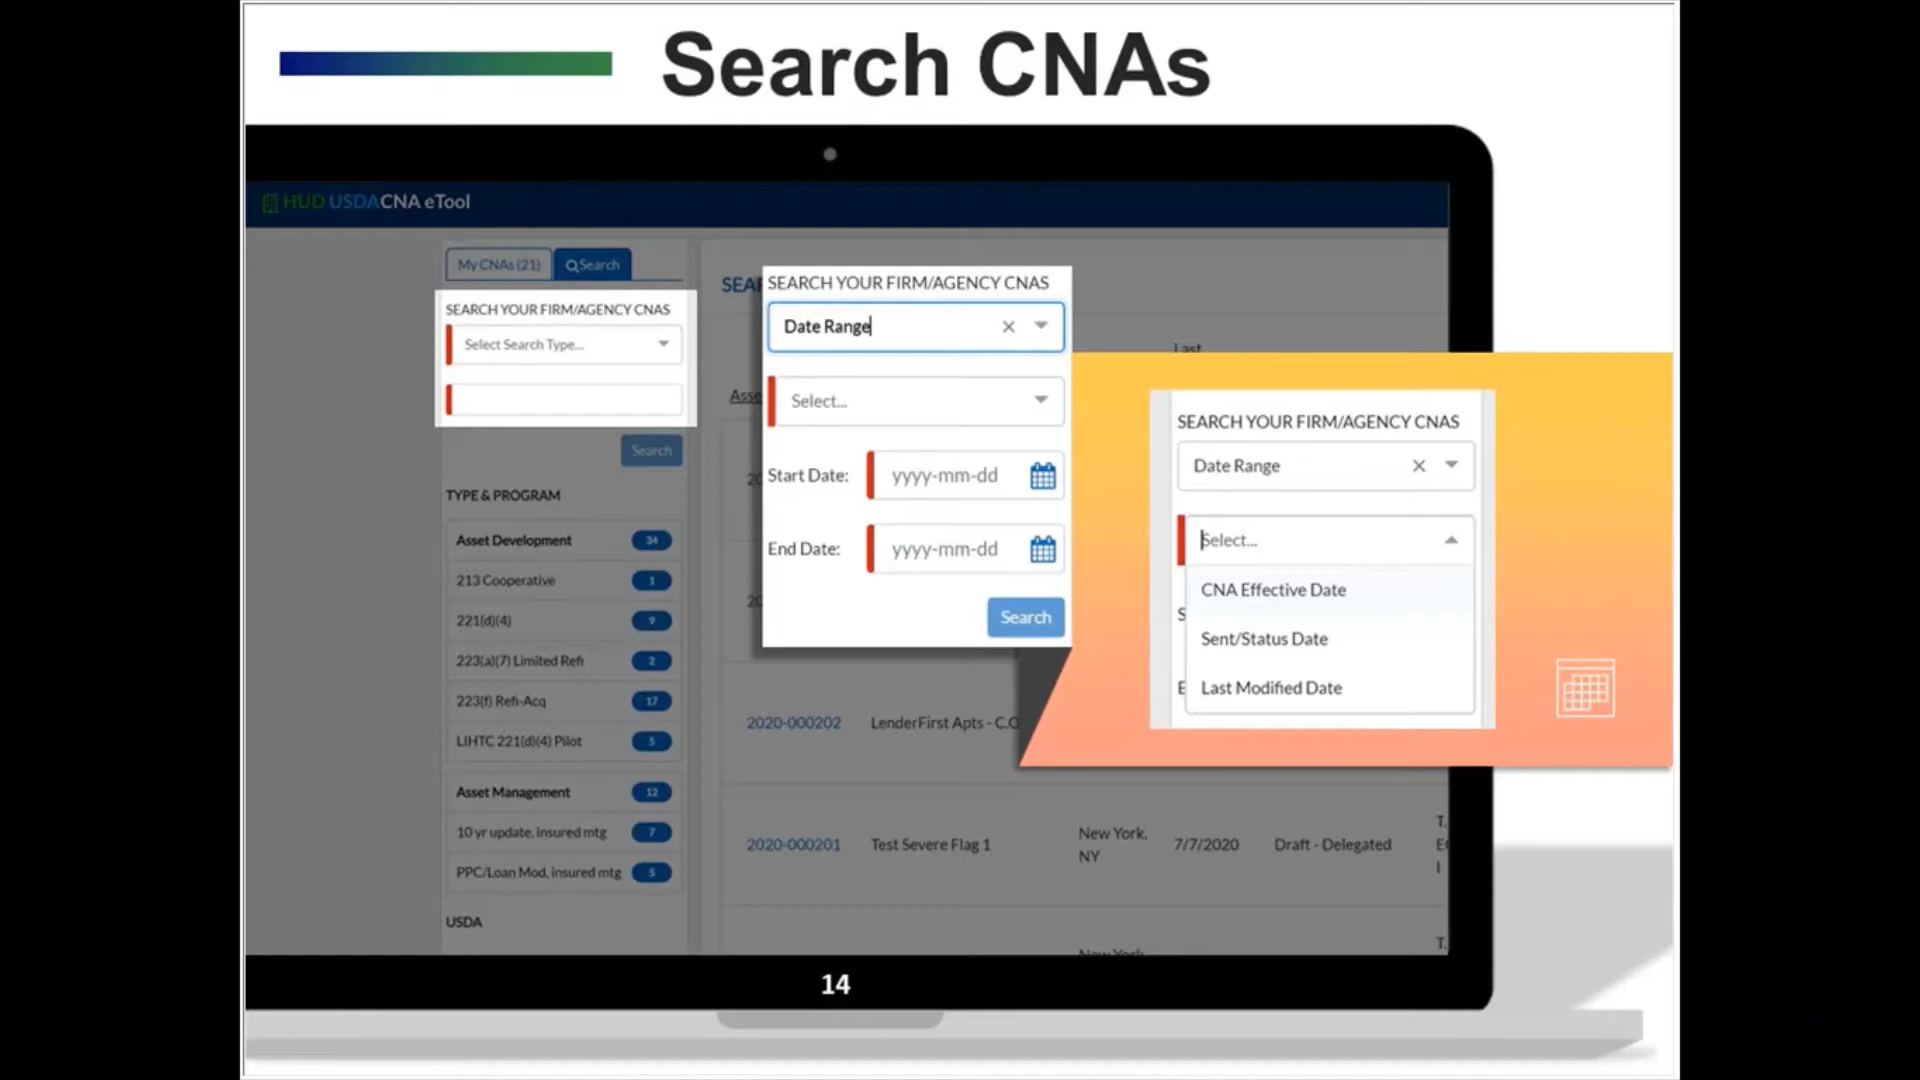 Search CNAs
HUD USDACNA eTool
My CNAs (21)
Search
SEARCH YOUR FIRM/AGENCY CNAS
Select Search Type...
Search
TYPE & PROGRAM
Asset Development 34
213 Cooperative 1
221(d)(4) 9
223(a)(7) Limited Refi 2
223(f) Refi-Acq 17
LIHTC 221(d)(4) Pilot 5
Asset Management 12
10 yr update, insured mtg 7
PPC/Loan Mod, insured mtg 5
USDA
SEARCH YOUR FIRM/AGENCY CNAS
Date Range
Select...
Start Date: yyyy-mm-dd
End Date: yyyy-mm-dd
Search
SEARCH YOUR FIRM/AGENCY CNAS
Date Range
Select...
CNA Effective Date
Sent/Status Date
Last Modified Date
Last
2020-000202 LenderFirst Apts - C.O
2020-000201 Test Severe Flag 1 New York, NY 7/7/2020 Draft - Delegated
New York,
14